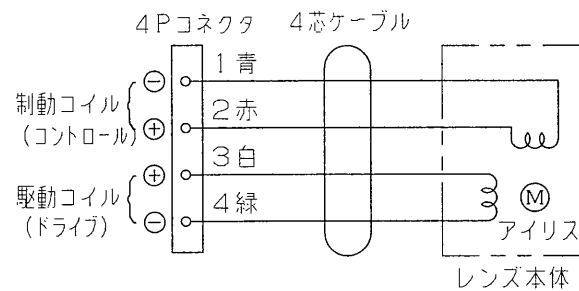 4Pコネクタ 4芯ケーブル
⊖ 1青
制動コイル
(コントロール)
⊕ 2赤
⊕ 3白
駆動コイル
(ドライブ)
⊖ 4緑
M
アイリス
レンズ本体